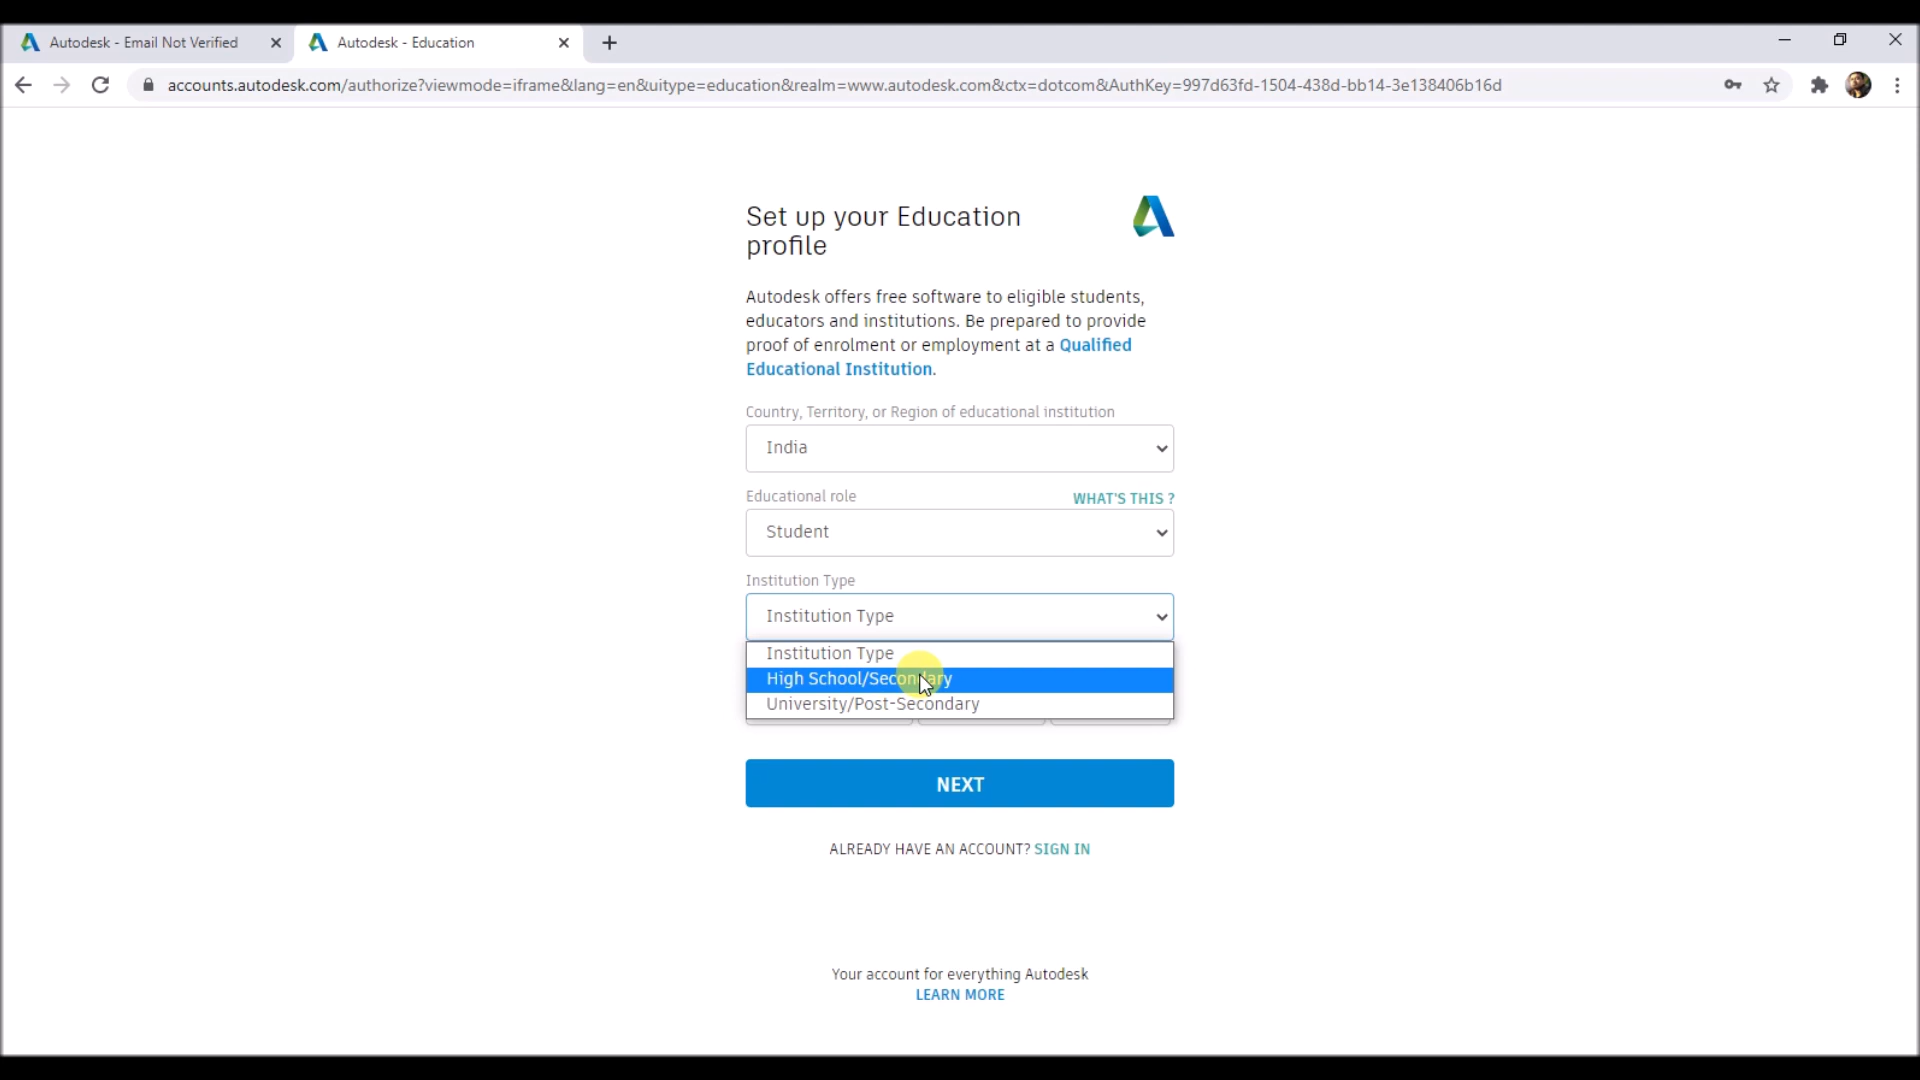 Autodesk - Email Not Verified
Autodesk - Education
accounts.autodesk.com/authorize?viewmode=iframe&lang=en&uitype=education&realm=www.autodesk.com&ctx=dotcom&AuthKey=997d63fd-1504-438d-bb14-3e138406b16d
Set up your Education
profile
Autodesk offers free software to eligible students,
educators and institutions. Be prepared to provide
proof of enrolment or employment at a Qualified
Educational Institution.
Country, Territory, or Region of educational institution
India
Educational role
WHAT'S THIS ?
Student
Institution Type
Institution Type
Institution Type
High School/Secondary
University/Post-Secondary
NEXT
ALREADY HAVE AN ACCOUNT? SIGN IN
Your account for everything Autodesk
LEARN MORE